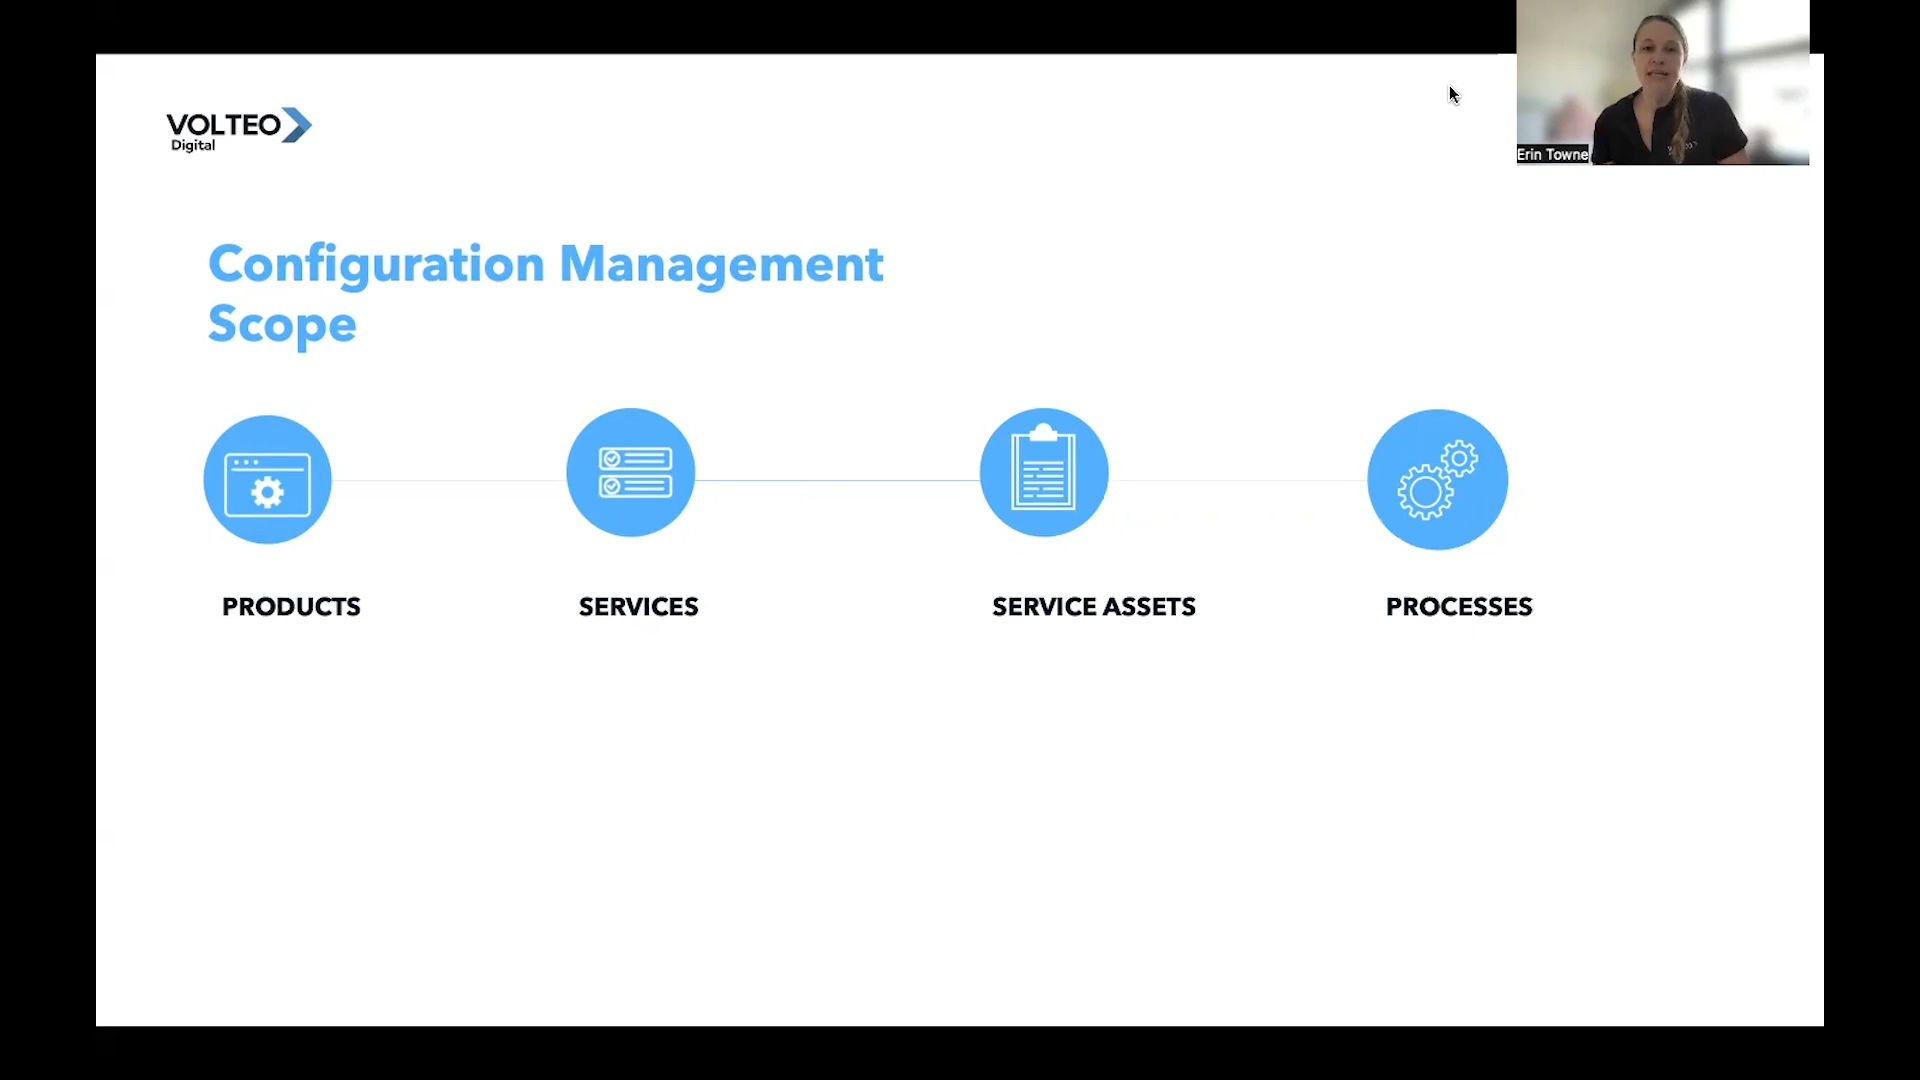 VOLTEO
Digital
Erin Towne
Configuration Management
Scope
PRODUCTS
SERVICES
SERVICE ASSETS
PROCESSES